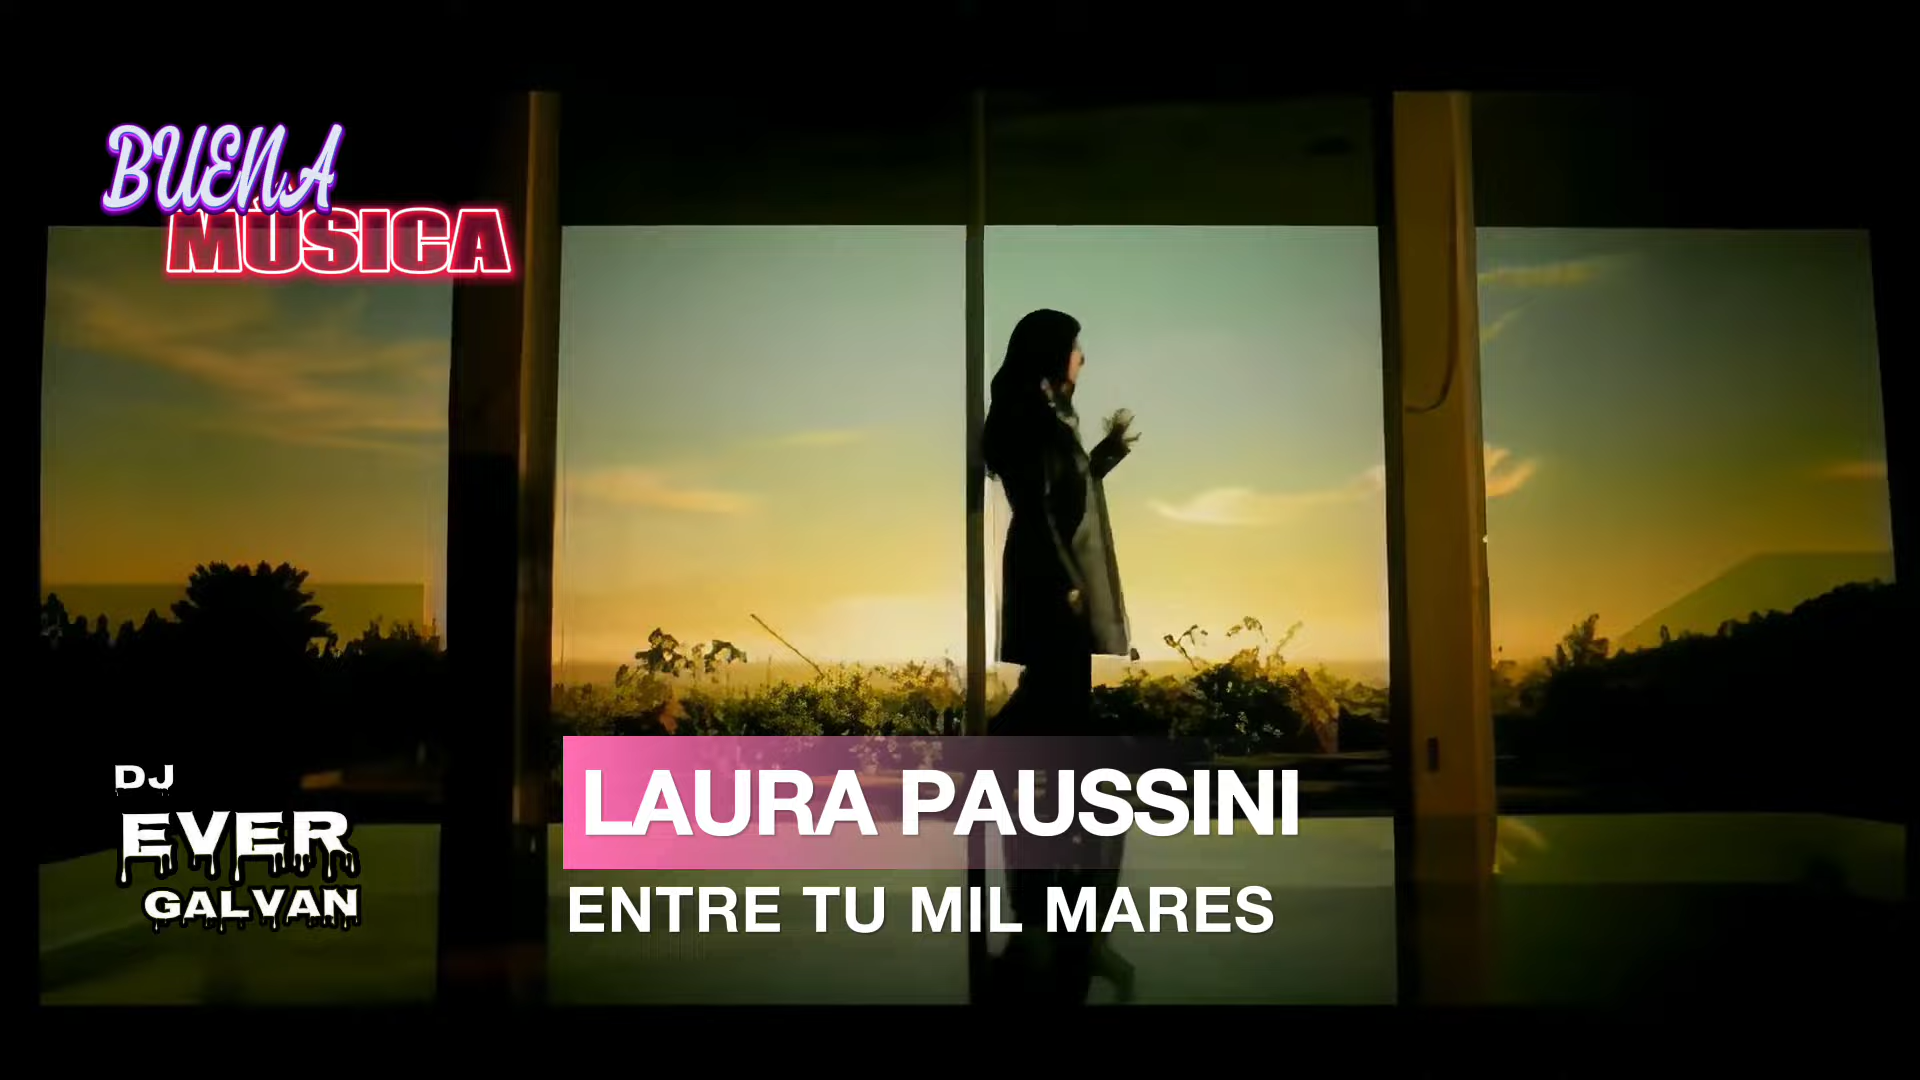 BUENA
MÚSICA
DJ
EVER
GALVAN
LAURA PAUSSINI
ENTRE TU MIL MARES